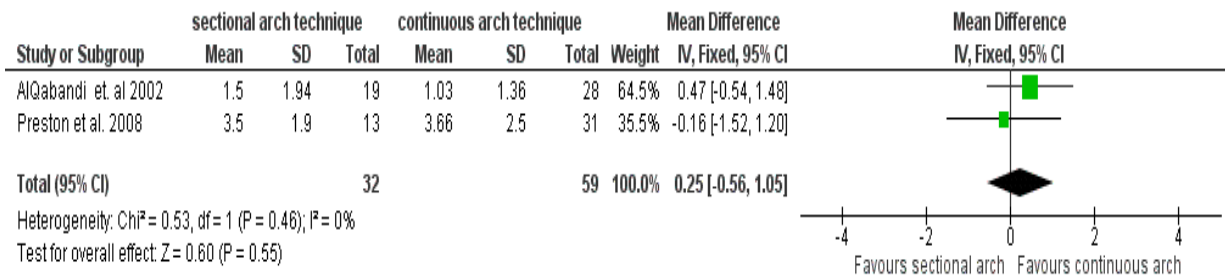 sectional arch technique continuous arch technique Mean Difference Mean Difference
Study or Subgroup Mean SD Total Mean SD Total Weight IV, Fixed, 95% CI IV, Fixed, 95% CI
AlQabandi et. al 2002 1.5 1.94 19 1.03 1.36 28 64.5% 0.47 [-0.54, 1.48]
Preston et al. 2008 3.5 1.9 13 3.66 2.5 31 35.5% -0.16 [-1.52, 1.20]
Total (95% CI) 32 59 100.0% 0.25 [-0.56, 1.05]
Heterogeneity: Chi² = 0.53, df = 1 (P = 0.46); I² = 0%
Test for overall effect: Z = 0.60 (P = 0.55)
-4 -2 0 2 4
Favours sectional arch Favours continuous arch